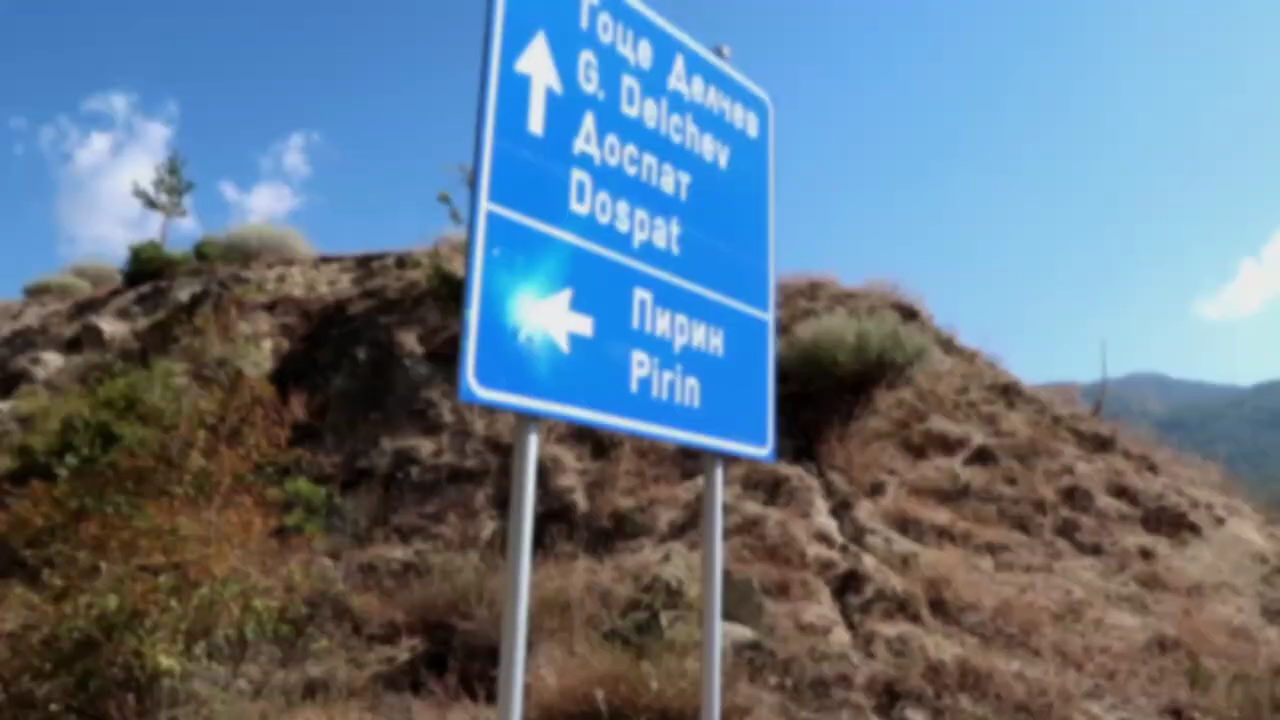 Гоце Делчев
G. Delchev
Доспат
Dospat
Пирин
Pirin